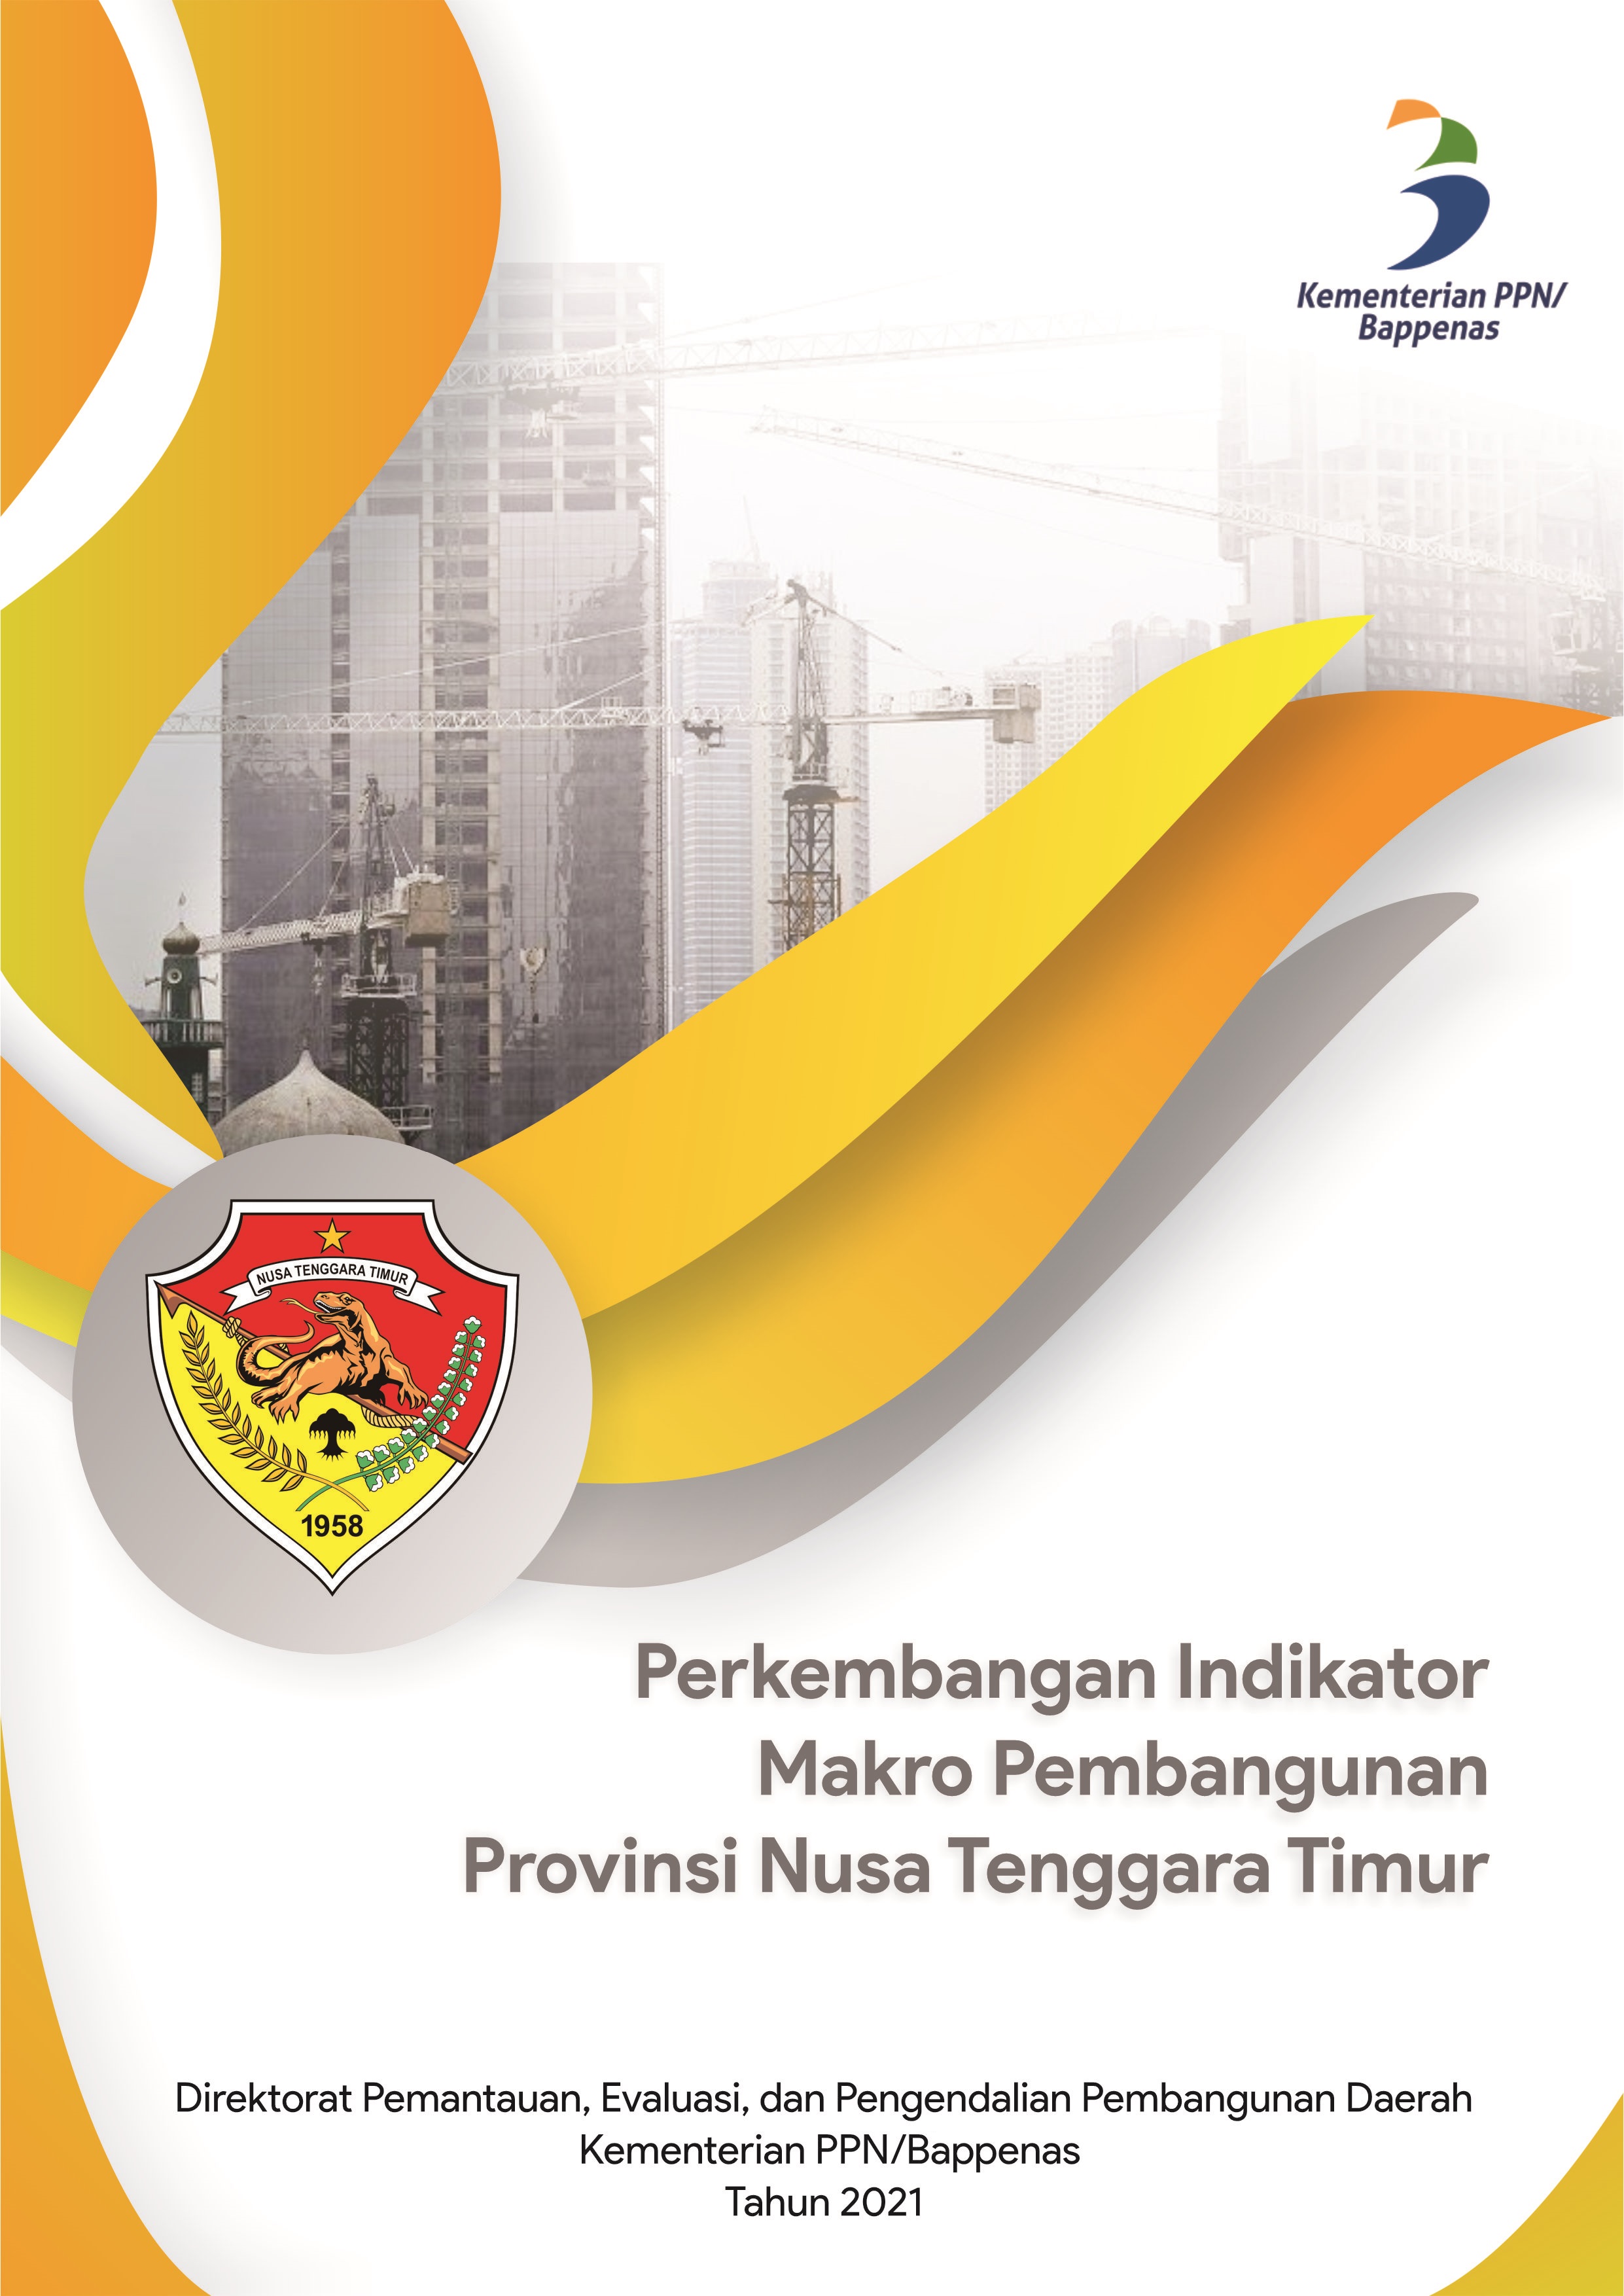 Kementerian PPN/
Bappenas
NUSA TENGGARA TIMUR
1958
Perkembangan Indikator
Makro Pembangunan
Provinsi Nusa Tenggara Timur
Direktorat Pemantauan, Evaluasi, dan Pengendalian Pembangunan Daerah
Kementerian PPN/Bappenas
Tahun 2021